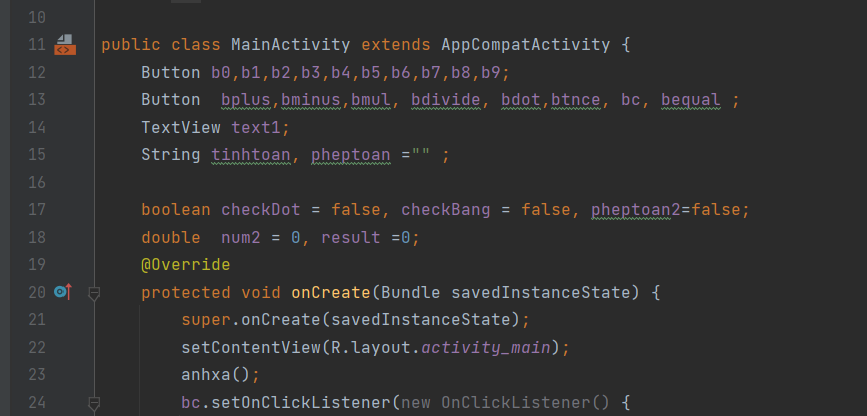 10
11 public class MainActivity extends AppCompatActivity {
12 Button b0,b1,b2,b3,b4,b5,b6,b7,b8,b9;
13 Button  bplus,bminus,bmul, bdivide, bdot,btnce, bc, bequal ;
14 TextView text1;
15 String tinhtoan, pheptoan ="" ;
16
17 boolean checkDot = false, checkBang = false, pheptoan2=false;
18 double  num2 = 0, result =0;
19 @Override
20 protected void onCreate(Bundle savedInstanceState) {
21 super.onCreate(savedInstanceState);
22 setContentView(R.layout.activity_main);
23 anhxa();
24 bc.setOnClickListener(new OnClickListener() {